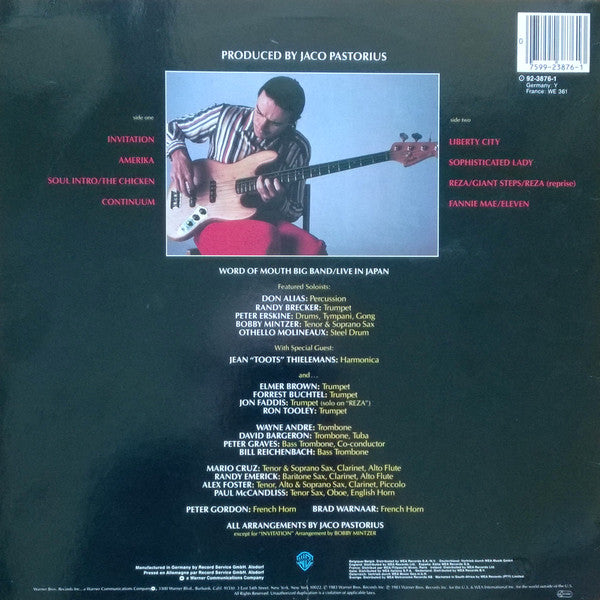 PRODUCED BY JACO PASTORIUS
0
7599-23876-1
92-3876-1
Germany Y
France: WE 361
side one
INVITATION
AMERIKA
SOUL INTRO/THE CHICKEN
CONTINUUM
side two
LIBERTY CITY
SOPHISTICATED LADY
REZA/GIANT STEPS/REZA (reprise)
FANNIE MAE/ELEVEN
WORD OF MOUTH BIG BAND/LIVE IN JAPAN
Featured Soloists:
DON ALIAS: Percussion
RANDY BRECKER: Trumpet
PETER ERSKINE: Drums, Tympani, Gong
BOBBY MINTZER: Tenor & Soprano Sax
OTHELLO MOLINEAUX: Steel Drum
With Special Guest:
JEAN "TOOTS" THIELEMANS: Harmonica
and...
ELMER BROWN: Trumpet
FORREST BUCHTEL: Trumpet
JON FADDIS: Trumpet (solo on "REZA")
RON TOOLEY: Trumpet
WAYNE ANDRE: Trombone
DAVID BARGERON: Trombone, Tuba
PETER GRAVES: Bass Trombone, Co-conductor
BILL REICHENBACH: Bass Trombone
MARIO CRUZ: Tenor & Soprano Sax, Clarinet, Alto Flute
RANDY EMERICK: Baritone Sax, Clarinet, Alto Flute
ALEX FOSTER: Tenor, Alto & Soprano Sax, Clarinet, Piccolo
PAUL McCANDLISS: Tenor Sax, Oboe, English Horn
PETER GORDON: French Horn BRAD WARNAAR: French Horn
ALL ARRANGEMENTS BY JACO PASTORIUS
except for "INVITATION" Arrangement by BOBBY MINTZER
Manufactured in Germany by Record Service GmbH. Alsdorf
Pressé en Allemagne par Record Service GmbH. Alsdorf
a Warner Communications Company